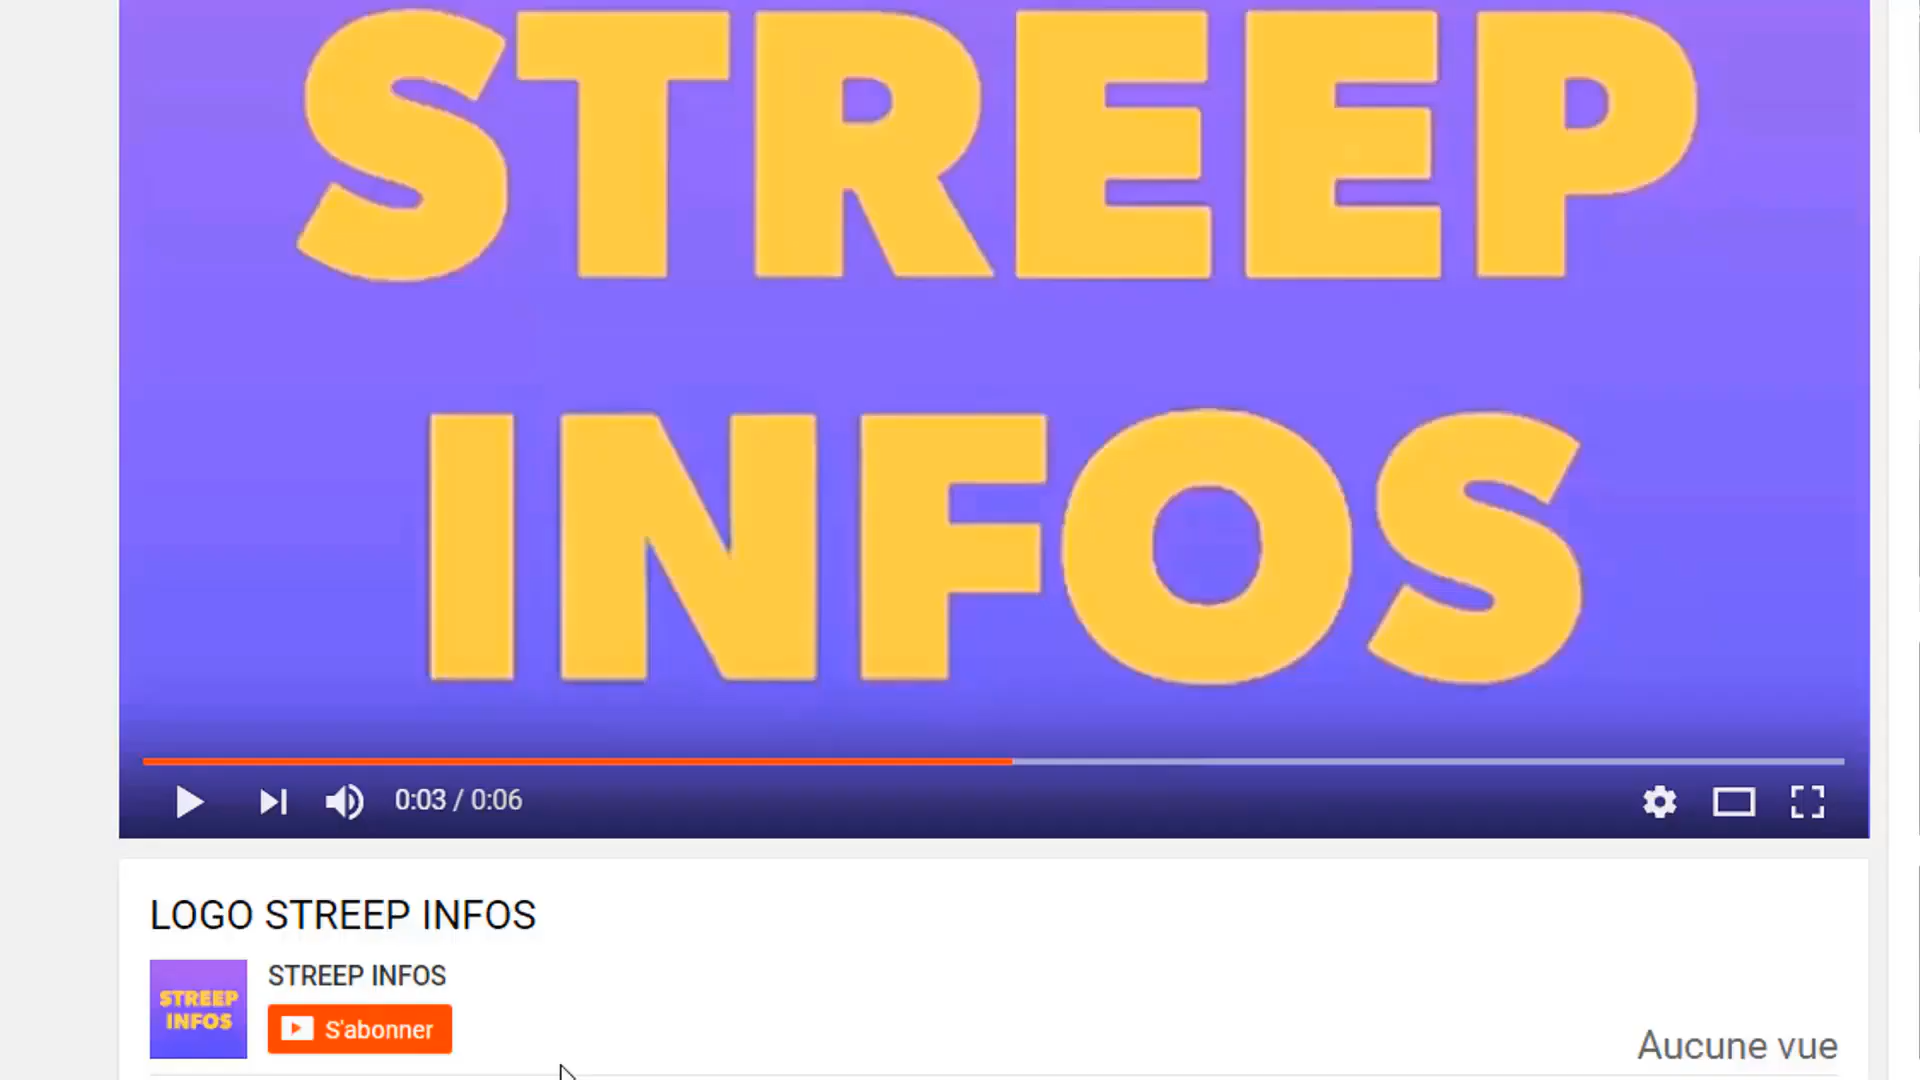 STREEP
INFOS
0:03 / 0:06
LOGO STREEP INFOS
STREEP INFOS
STREEP
INFOS
S'abonner
Aucune vue